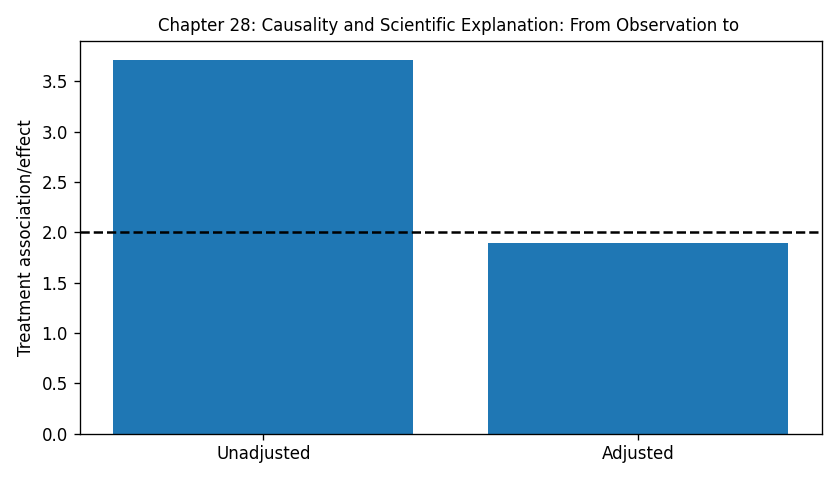 Chapter 28: Causality and Scientific Explanation: From Observation to
Treatment association/effect
3.5
3.0
2.5
2.0
1.5
1.0
0.5
0.0
Unadjusted
Adjusted